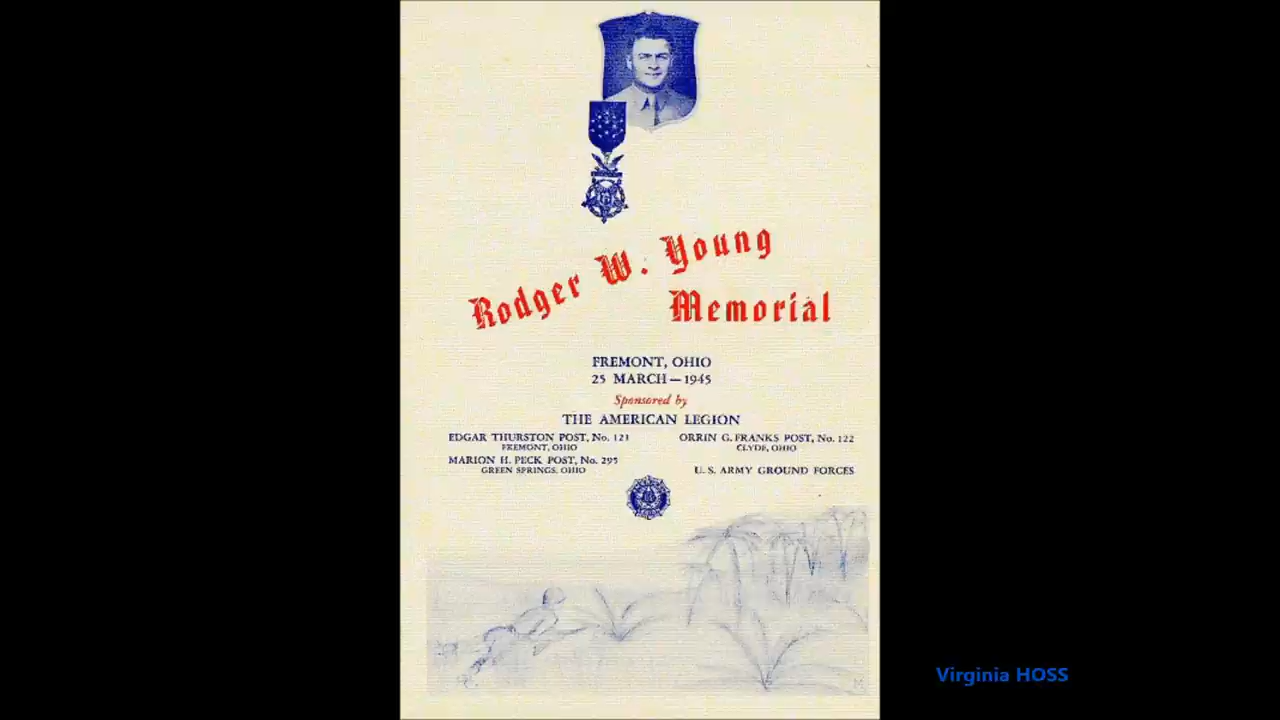 Rodger W. Young
Memorial
FREMONT, OHIO
25 MARCH — 1945
Sponsored by
THE AMERICAN LEGION
EDGAR THURSTON POST, No. 121
FREMONT, OHIO
ORRIN G. FRANKS POST, No. 122
CLYDE, OHIO
MARION H. PECK POST, No. 295
GREEN SPRINGS, OHIO
U. S. ARMY GROUND FORCES
Virginia HOSS